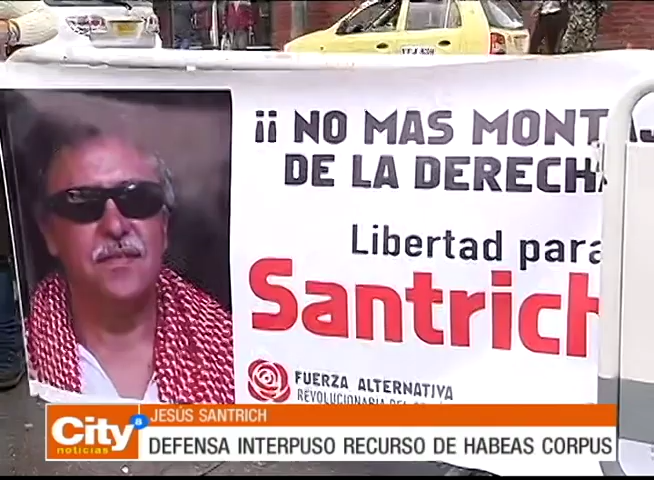 ¡¡ NO MAS MONTAJ
DE LA DERECHA
Libertad para
Santrich
FUERZA ALTERNATIVA
REVOLUCIONARIA DEL
JESÚS SANTRICH
City
noticias
DEFENSA INTERPUSO RECURSO DE HABEAS CORPUS